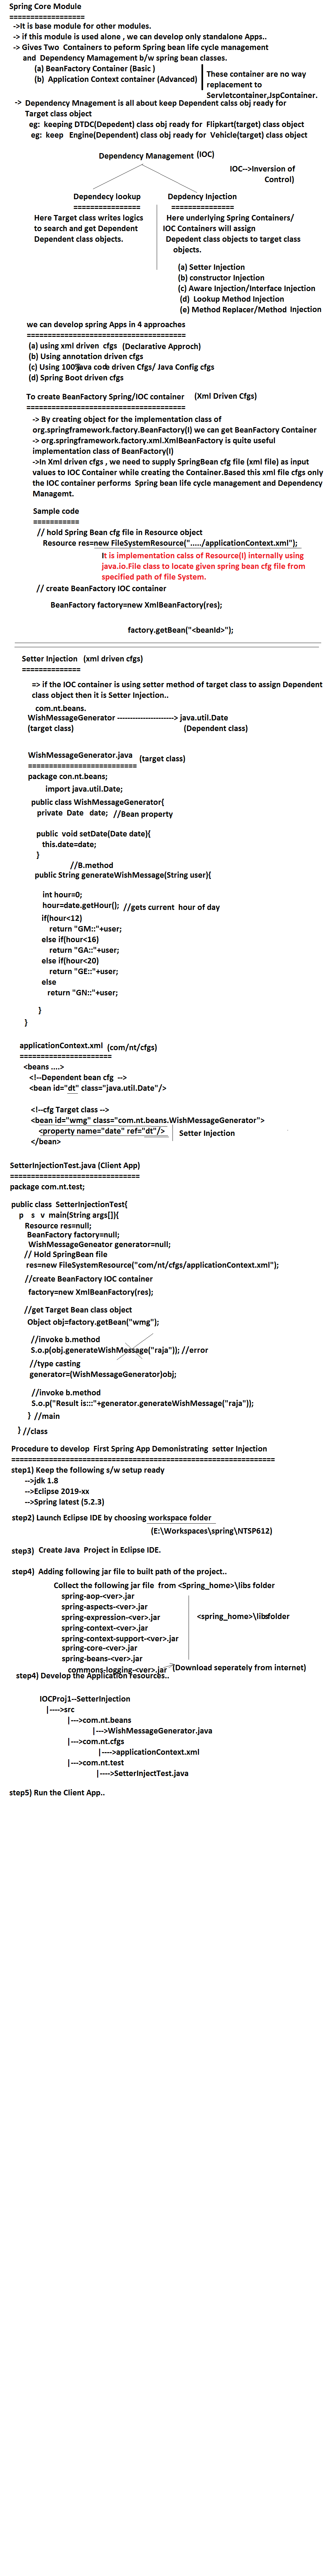 Spring Core Module
==================
->It is base module for other modules.
-> if this module is used alone , we can develop only standalone Apps..
-> Gives Two  Containers to peform Spring bean life cycle management
and  Dependency Mamagement b/w spring bean classes.
(a) BeanFactory Container (Basic )
(b)  Application Context container (Advanced)
These container are no way
replacement to
Servletcontainer,JspContainer.
->  Dependency Mnagement is all about keep Dependent calss obj ready for
Target class object
eg:  keeping DTDC(Depedent) class obj ready for  Flipkart(target) class object
eg:  keep  Engine(Dependent) class obj ready for  Vehicle(target) class object
Dependency Management (IOC)
IOC-->Inversion of
Control)
Dependecy lookup
================
Here Target class writes logics
to search and get Dependent
Dependent class objects.
Depdency Injection
===============
Here underlying Spring Containers/
IOC Containers will assign
Depedent class objects to target class
objects.
(a) Setter Injection
(b) constructor Injection
(c) Aware Injection/Interface Injection
(d)  Lookup Method Injection
(e) Method Replacer/Method  Injection
we can develop spring Apps in 4 approaches
======================================
(a) using xml driven  cfgs  (Declarative Approch)
(b) Using annotation driven cfgs
(c) Using 100% Java code driven Cfgs/ Java Config cfgs
(d) Spring Boot driven cfgs
To create BeanFactory Spring/IOC container    (Xml Driven Cfgs)
======================================
-> By creating object for the implementation class of
org.springframework.factory.BeanFactory(I) we can get BeanFactory Container
-> org.springframework.factory.xml.XmlBeanFactory is quite useful
implementation class of BeanFactory(I)
->In Xml driven cfgs , we need to supply SpringBean cfg file (xml file) as input
values to IOC Container while creating the Container.Based this xml file cfgs only
the IOC container performs  Spring bean life cycle management and Dependency
Managemt.
Sample code
===========
// hold Spring Bean cfg file in Resource object
Resource res=new FileSystemResource("...../applicationContext.xml");
It is implementation calss of Resource(I) internally using
java.io.File class to locate given spring bean cfg file from
specified path of file System.
// create BeanFactory IOC container
BeanFactory factory=new XmlBeanFactory(res);
factory.getBean("<beanId>");
Setter Injection   (xml driven cfgs)
==============
=> if the IOC container is using setter method of target class to assign Dependent
class object then it is Setter Injection..
com.nt.beans.
WishMessageGenerator ----------------------> java.util.Date
(target class)                    (Dependent class)
WishMessageGenerator.java   (target class)
==========================
package con.nt.beans;
import java.util.Date;
public class WishMessageGenerator{
private  Date   date;  //Bean property
public  void setDate(Date date){
this.date=date;
}
//B.method
public String generateWishMessage(String user){
int hour=0;
hour=date.getHour();  //gets current  hour of day
if(hour<12)
return "GM::"+user;
else if(hour<16)
return "GA::"+user;
else if(hour<20)
return "GE::"+user;
else
return "GN::"+user;
}
}
applicationContext.xml  (com/nt/cfgs)
======================
<beans ....>
<!--Dependent bean cfg  -->
<bean id="dt" class="java.util.Date"/>
<!--cfg Target class -->
<bean id="wmg" class="com.nt.beans.WishMessageGenerator">
<property name="date" ref="dt"/>    Setter Injection
</bean>
SetterInjectionTest.java (Client App)
===============================
package com.nt.test;
public class  SetterInjectionTest{
p   s  v  main(String args[]){
Resource res=null;
BeanFactory factory=null;
WishMessageGeneator generator=null;
// Hold SpringBean file
res=new FileSystemResource("com/nt/cfgs/applicationContext.xml");
//create BeanFactory IOC container
factory=new XmlBeanFactory(res);
//get Target Bean class object
Object obj=factory.getBean("wmg");
//invoke b.method
S.o.p(obj.generateWishMessage("raja")); //error
//type casting
generator=(WishMessageGenerator)obj;
//invoke b.method
S.o.p("Result is:::"+generator.generateWishMessage("raja"));
}  //main
} //class
Procedure to develop  First Spring App Demonistrating  setter Injection
===============================================================
step1) Keep the following s/w setup ready
-->jdk 1.8
-->Eclipse 2019-xx
-->Spring latest (5.2.3)
step2) Launch Eclipse IDE by choosing workspace folder
(E:\Workspaces\spring\NTSP612)
step3)  Create Java  Project in Eclipse IDE.
step4)  Adding following jar file to built path of the project..
Collect the following jar file  from <Spring_home>\libs folder
spring-aop-<ver>.jar
spring-aspects-<ver>.jar
spring-expression-<ver>.jar
spring-context-<ver>.jar
spring-context-support-<ver>.jar
spring-core-<ver>.jar
spring-beans-<ver>.jar
<spring_home>\libsfolder
commons-logging-<ver>.jar  (Download seperately from internet)
step4) Develop the Application resources..
IOCProj1--SetterInjection
|---->src
|--->com.nt.beans
|--->WishMessageGenerator.java
|--->com.nt.cfgs
|---->applicationContext.xml
|--->com.nt.test
|---->SetterInjectTest.java
step5) Run the Client App..